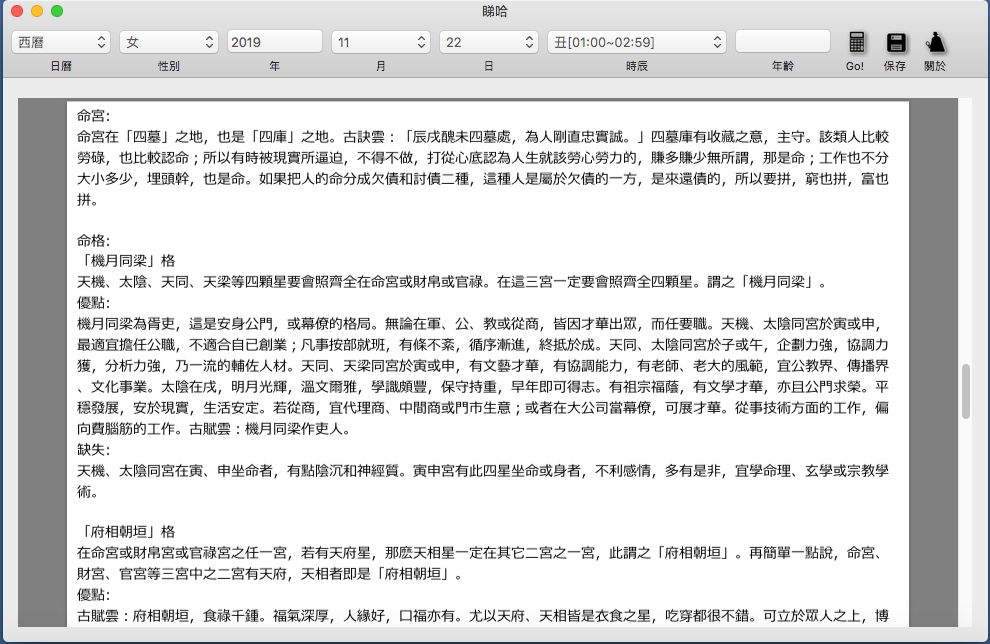 睇哈
西曆
女
2019
11
22
丑[01:00~02:59]
日曆
性別
年
月
日
時辰
年齡
Go!
保存
關於
命宮：
命宮在「四墓」之地，也是「四庫」之地。古訣雲：「辰戌醜未四墓處，為人剛直忠實誠。」四墓庫有收藏之意，主守。該類人比較
勞碌，也比較認命；所以有時被現實所逼迫，不得不做，打從心底認為人生就該勞心勞力的，賺多賺少無所謂，那是命；工作也不分
大小多少，埋頭幹，也是命。如果把人的命分成欠債和討債二種，這種人是屬於欠債的一方，是來還債的，所以要拼，窮也拼，富也
拼。
命格：
「機月同梁」格
天機、太陰、天同、天梁等四顆星要會照齊全在命宮或財帛或官祿。在這三宮一定要會照齊全四顆星。謂之「機月同梁」。
優點：
機月同梁為胥吏，這是安身公門，或幕僚的格局。無論在軍、公、教或從商，皆因才華出眾，而任要職。天機、太陰同宮於寅或申，
最適宜擔任公職，不適合自已創業；凡事按部就班，有條不紊，循序漸進，終抵於成。天同、太陰同宮於子或午，企劃力強，協調力
獲，分析力強，乃一流的輔佐人材。天同、天梁同宮於寅或申，有文藝才華，有協調能力，有老師、老大的風範，宜公教界、傳播界
、文化事業。太陰在戌，明月光輝，溫文爾雅，學識頗豐，保守持重，早年即可得志。有祖宗福蔭，有文學才華，亦且公門求榮。平
穩發展，安於現實，生活安定。若從商，宜代理商、中間商或門市生意；或者在大公司當幕僚，可展才華。從事技術方面的工作，偏
向費腦筋的工作。古賦雲：機月同梁作吏人。
缺失：
天機、太陰同宮在寅、申坐命者，有點陰沉和神經質。寅申宮有此四星坐命或身者，不利感情，多有是非，宜學命理、玄學或宗教學
術。
「府相朝垣」格
在命宮或財帛宮或官祿宮之任一宮，若有天府星，那麼天相星一定在其它二宮之一宮，此謂之「府相朝垣」。再簡單一點說，命宮、
財宮、官宮等三宮中之二宮有天府，天相者即是「府相朝垣」。
優點：
古賦雲：府相朝垣，食祿千鍾。福氣深厚，人緣好，口福亦有。尤以天府、天相皆是衣食之星，吃穿都很不錯。可立於眾人之上，博